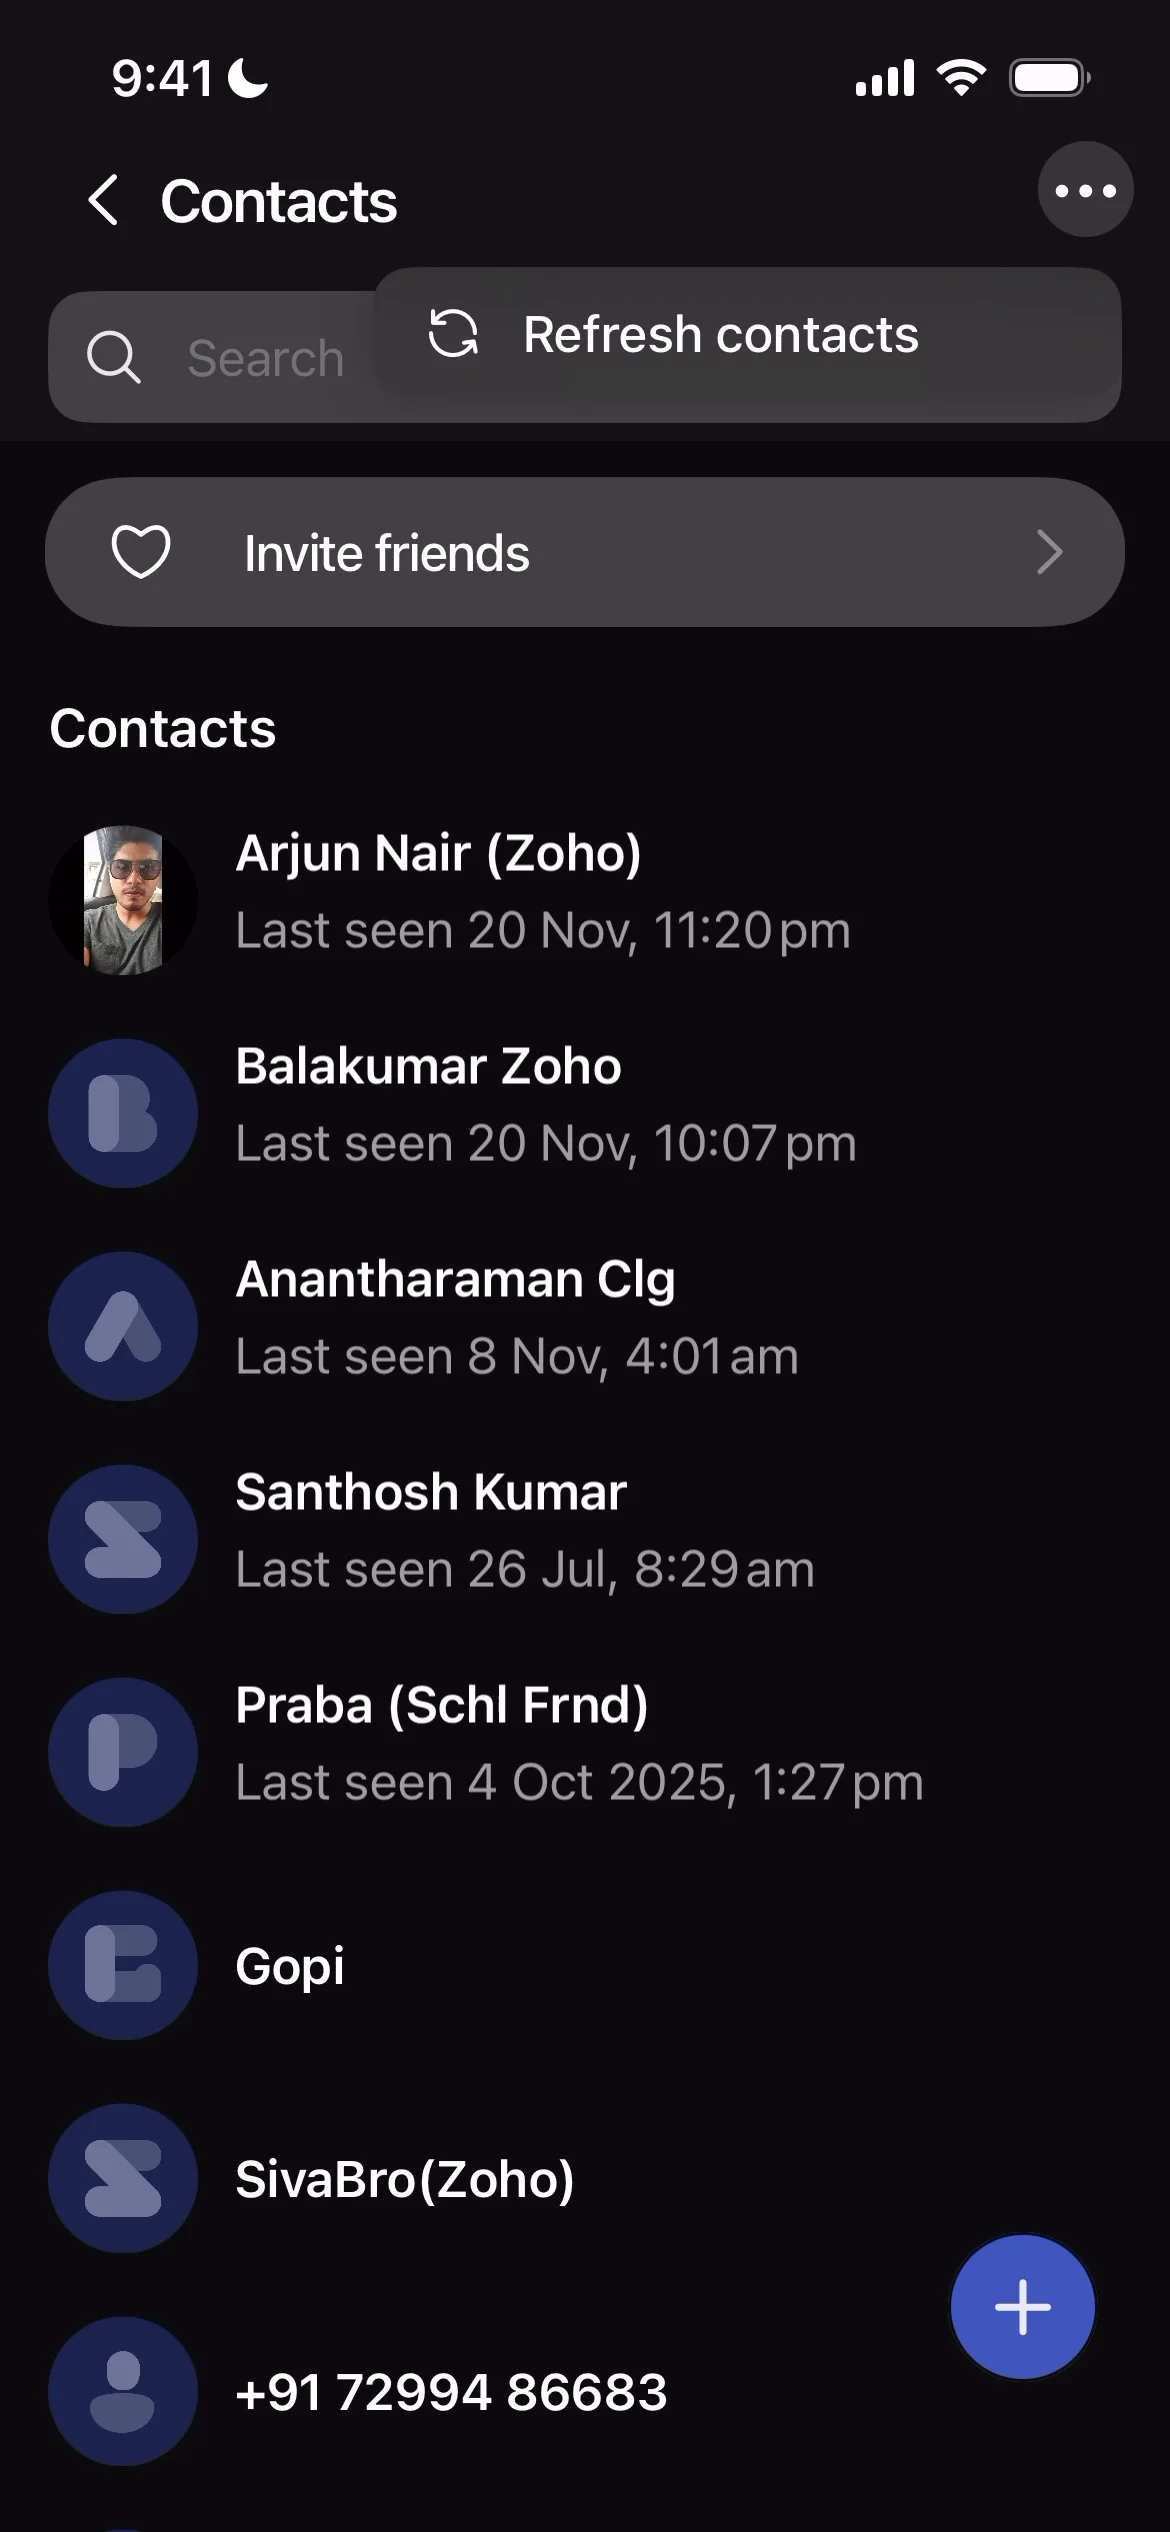 9:41
Contacts
Refresh contacts
Search
Invite friends
Contacts
Arjun Nair (Zoho)
Last seen 20 Nov, 11:20 pm
Balakumar Zoho
Last seen 20 Nov, 10:07 pm
Anantharaman Clg
Last seen 8 Nov, 4:01 am
Santhosh Kumar
Last seen 26 Jul, 8:29 am
Praba (Schl Frnd)
Last seen 4 Oct 2025, 1:27 pm
Gopi
SivaBro(Zoho)
+91 72994 86683